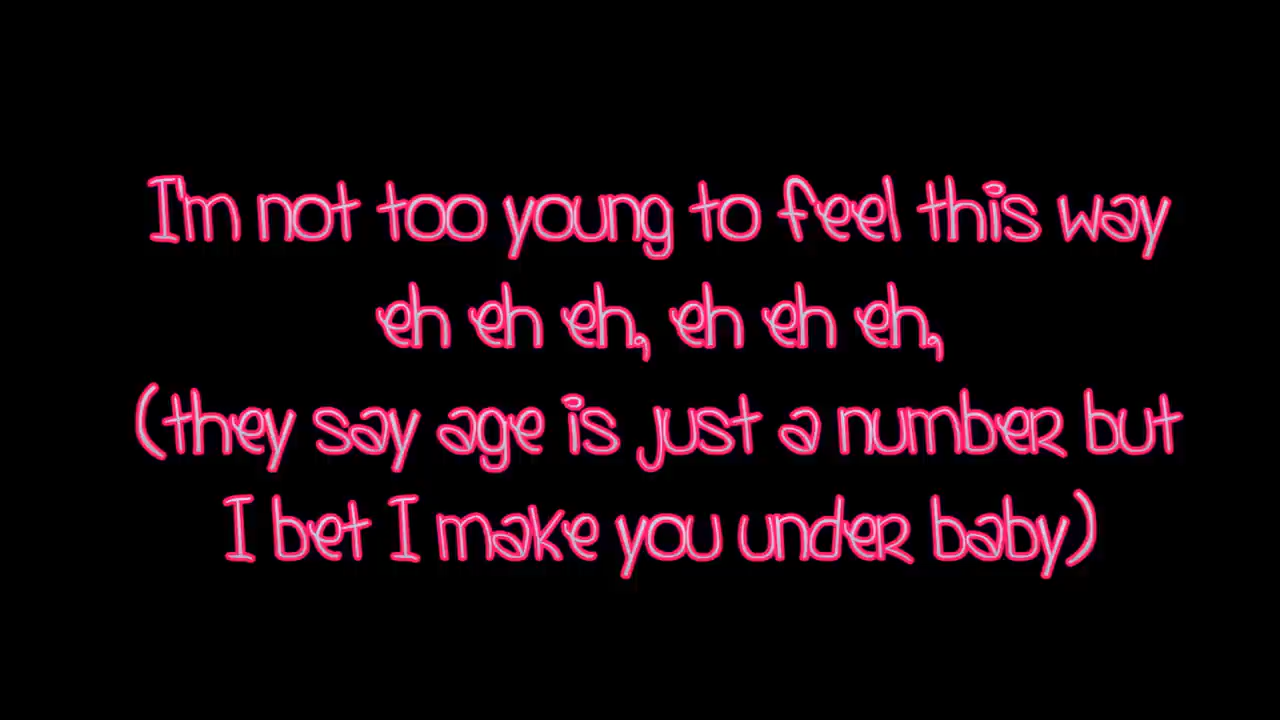 I'm not too young to feel this way
eh eh eh, eh eh eh,
(they say age is just a number but
I bet I make you under baby)